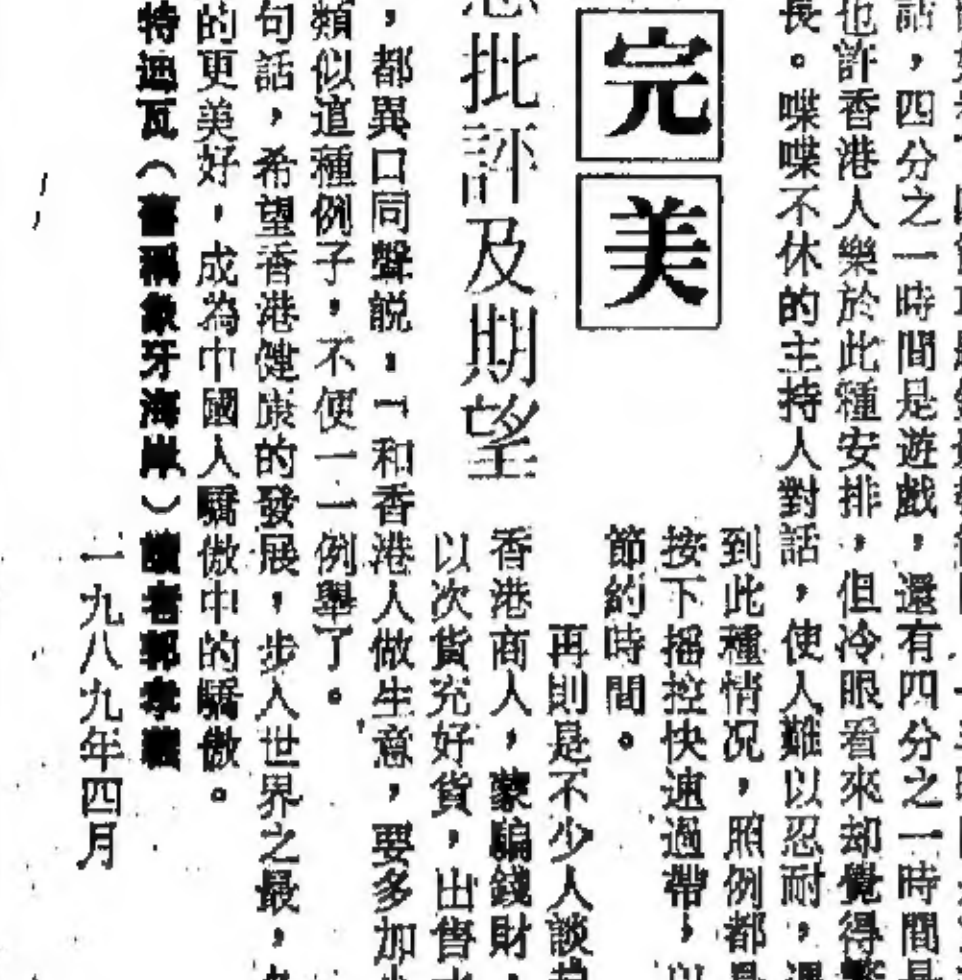 話，四分之一時間是遊戲，還有四分之一時間
也許香港人樂於此種安排，但冷眼看來却覺得
長。喋喋不休的主持人對話，使人難以忍耐，遇
到此種情況，照例都是
按下搖控快速過帶，以
節約時間。
完美
批評及期望
再則是不少人談
香港商人，蒙騙錢財，
以次貨充好貨，出售
，都異口同聲説：「和香港人做生意，要多加
類似這種例子，不便一一例舉了。
句話，希望香港健康的發展，步入世界之最，
的更美好，成為中國人驕傲中的驕傲。
特迪瓦（舊稱象牙海岸）讀者郭孝
一九八九年四月